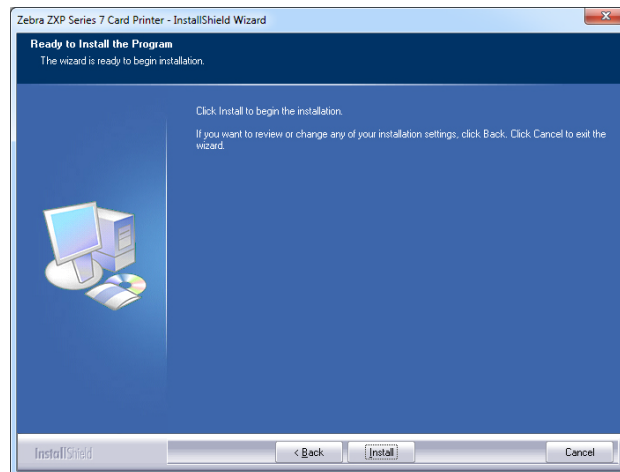 Zebra ZXP Series 7 Card Printer - InstallShield Wizard
Ready to Install the Program
The wizard is ready to begin installation.
Click Install to begin the installation.
If you want to review or change any of your installation settings, click Back. Click Cancel to exit the
wizard.
InstallShield
< Back Install Cancel